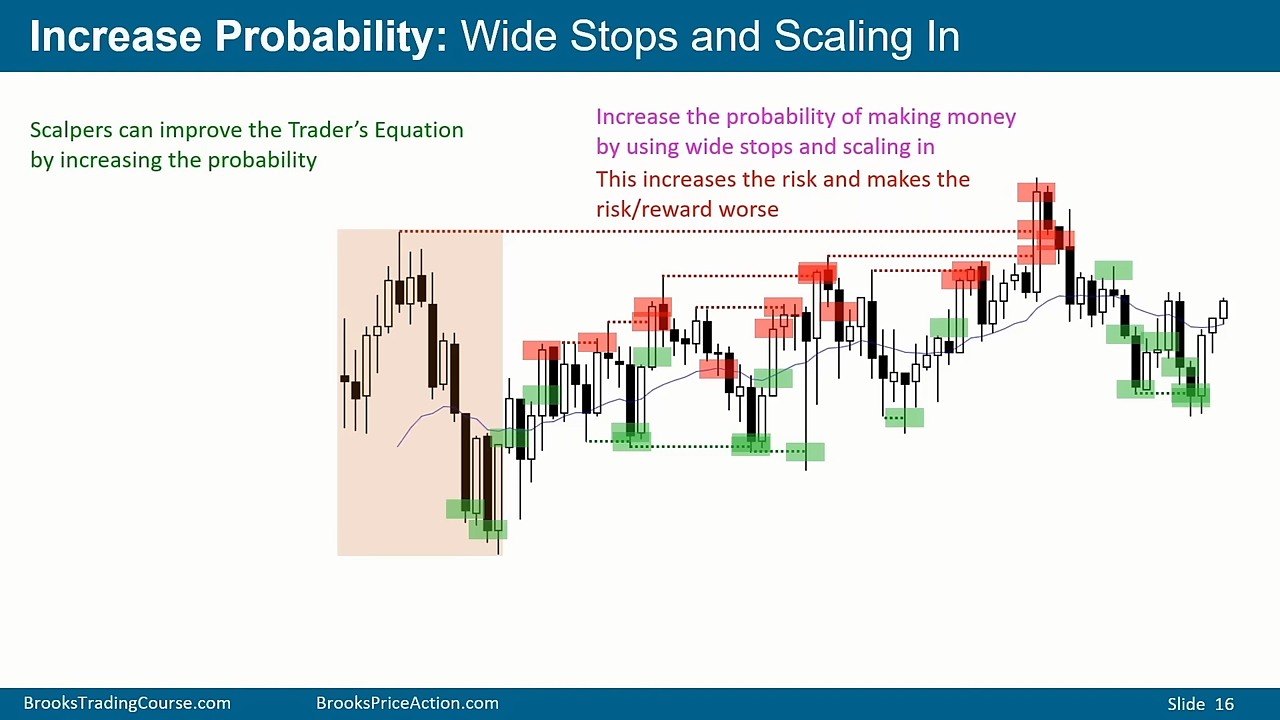 Increase Probability: Wide Stops and Scaling In
Scalpers can improve the Trader's Equation
by increasing the probability
Increase the probability of making money
by using wide stops and scaling in
This increases the risk and makes the
risk/reward worse
BrooksTradingCourse.com
BrooksPriceAction.com
Slide 16